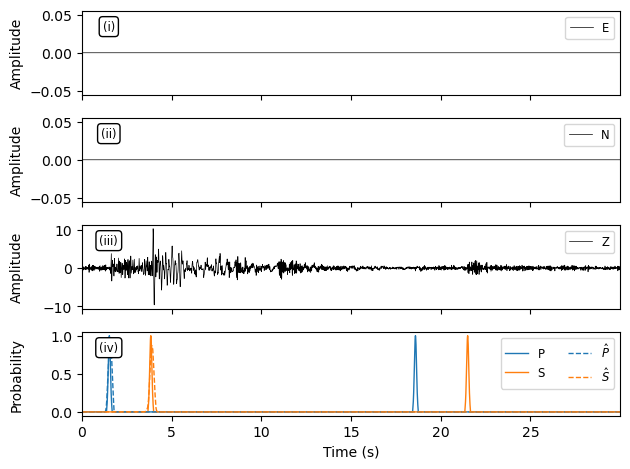 0.05
(i)
E
Amplitude
0.00
−0.05
0.05
(ii)
N
Amplitude
0.00
−0.05
10
(iii)
Z
Amplitude
0
−10
1.0
(iv)
P
P̂
S
Ŝ
Probability
0.5
0.0
0 5 10 15 20 25
Time (s)